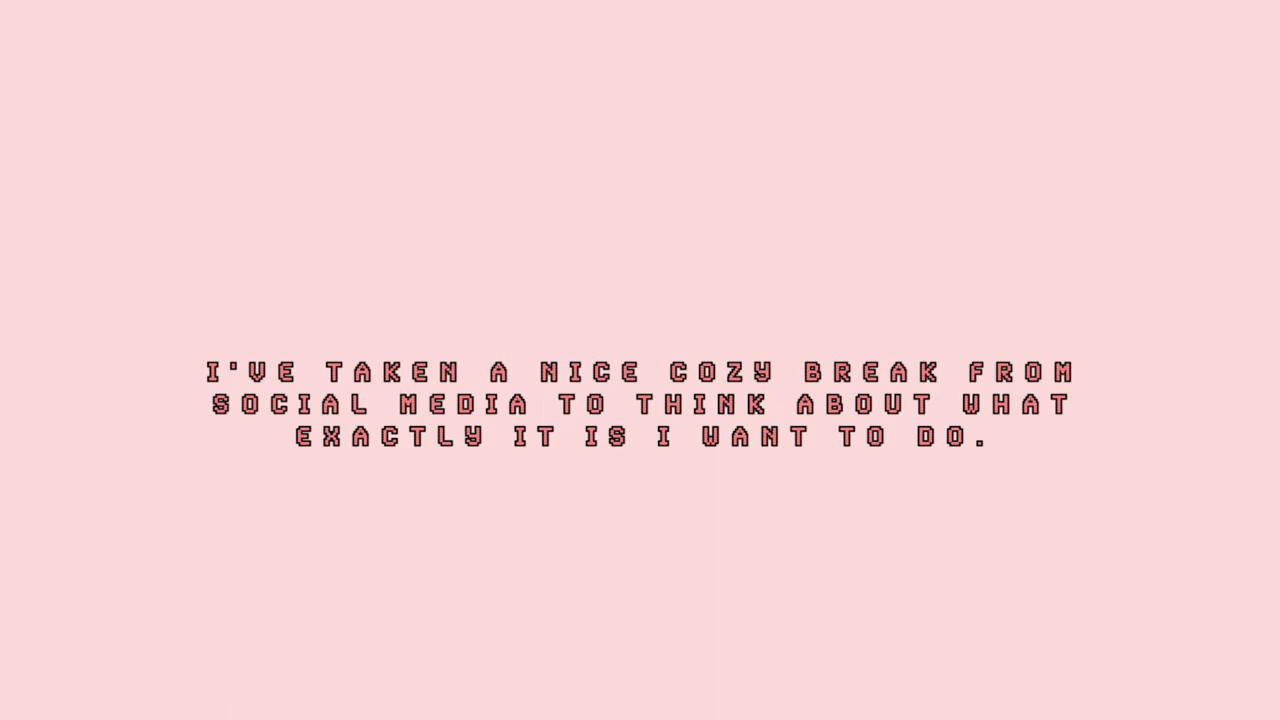 I'VE TAKEN A NICE COZY BREAK FROM
SOCIAL MEDIA TO THINK ABOUT WHAT
EXACTLY IT IS I WANT TO DO.